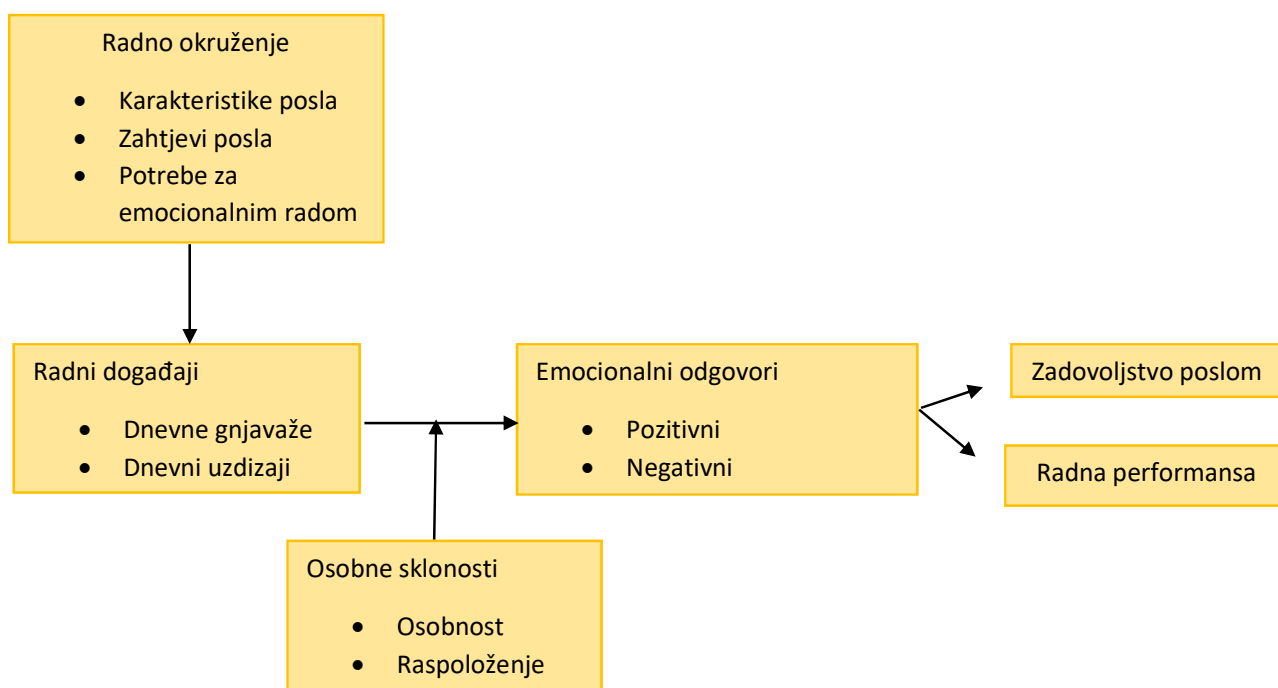 Radno okruženje
• Karakteristike posla
• Zahtjevi posla
• Potrebe za
emocionalnim radom
Radni događaji
• Dnevne gnjavaže
• Dnevni uzdizaji
Emocionalni odgovori
• Pozitivni
• Negativni
Zadovoljstvo poslom
Radna performansa
Osobne sklonosti
• Osobnost
• Raspoloženje